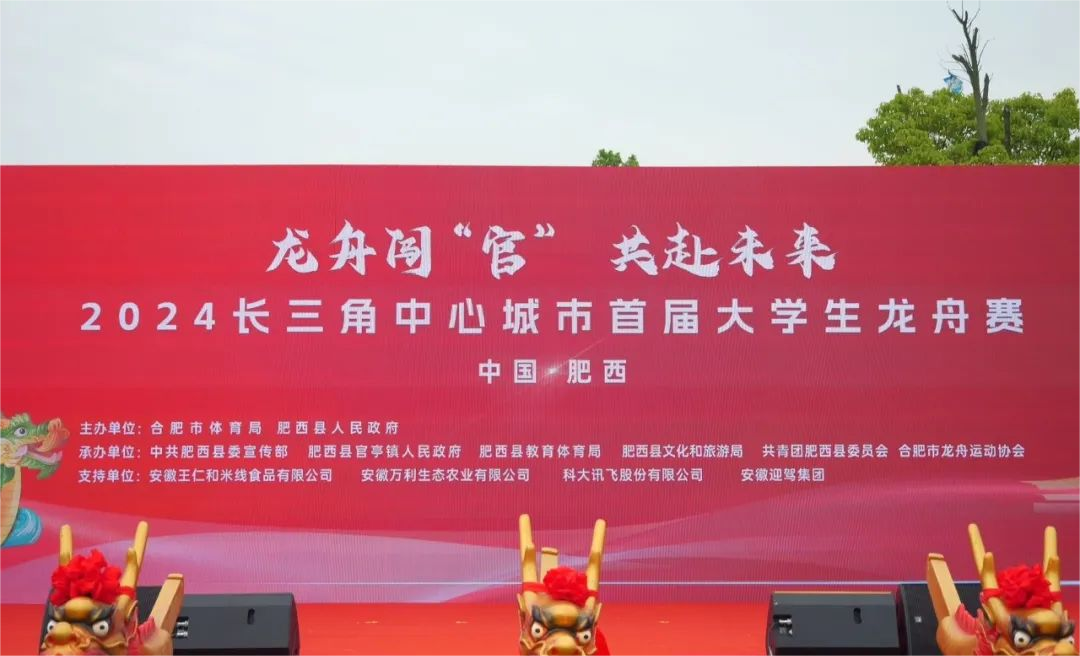 龙舟闯“官” 共赴未来
2024长三角中心城市首届大学生龙舟赛
中国 肥西
主办单位：合肥市体育局 肥西县人民政府
承办单位：中共肥西县委宣传部 肥西县官亭镇人民政府 肥西县教育体育局 肥西县文化和旅游局 共青团肥西县委员会 合肥市龙舟运动协会
支持单位：安徽王仁和米线食品有限公司 安徽万利生态农业有限公司 科大讯飞股份有限公司 安徽迎驾集团